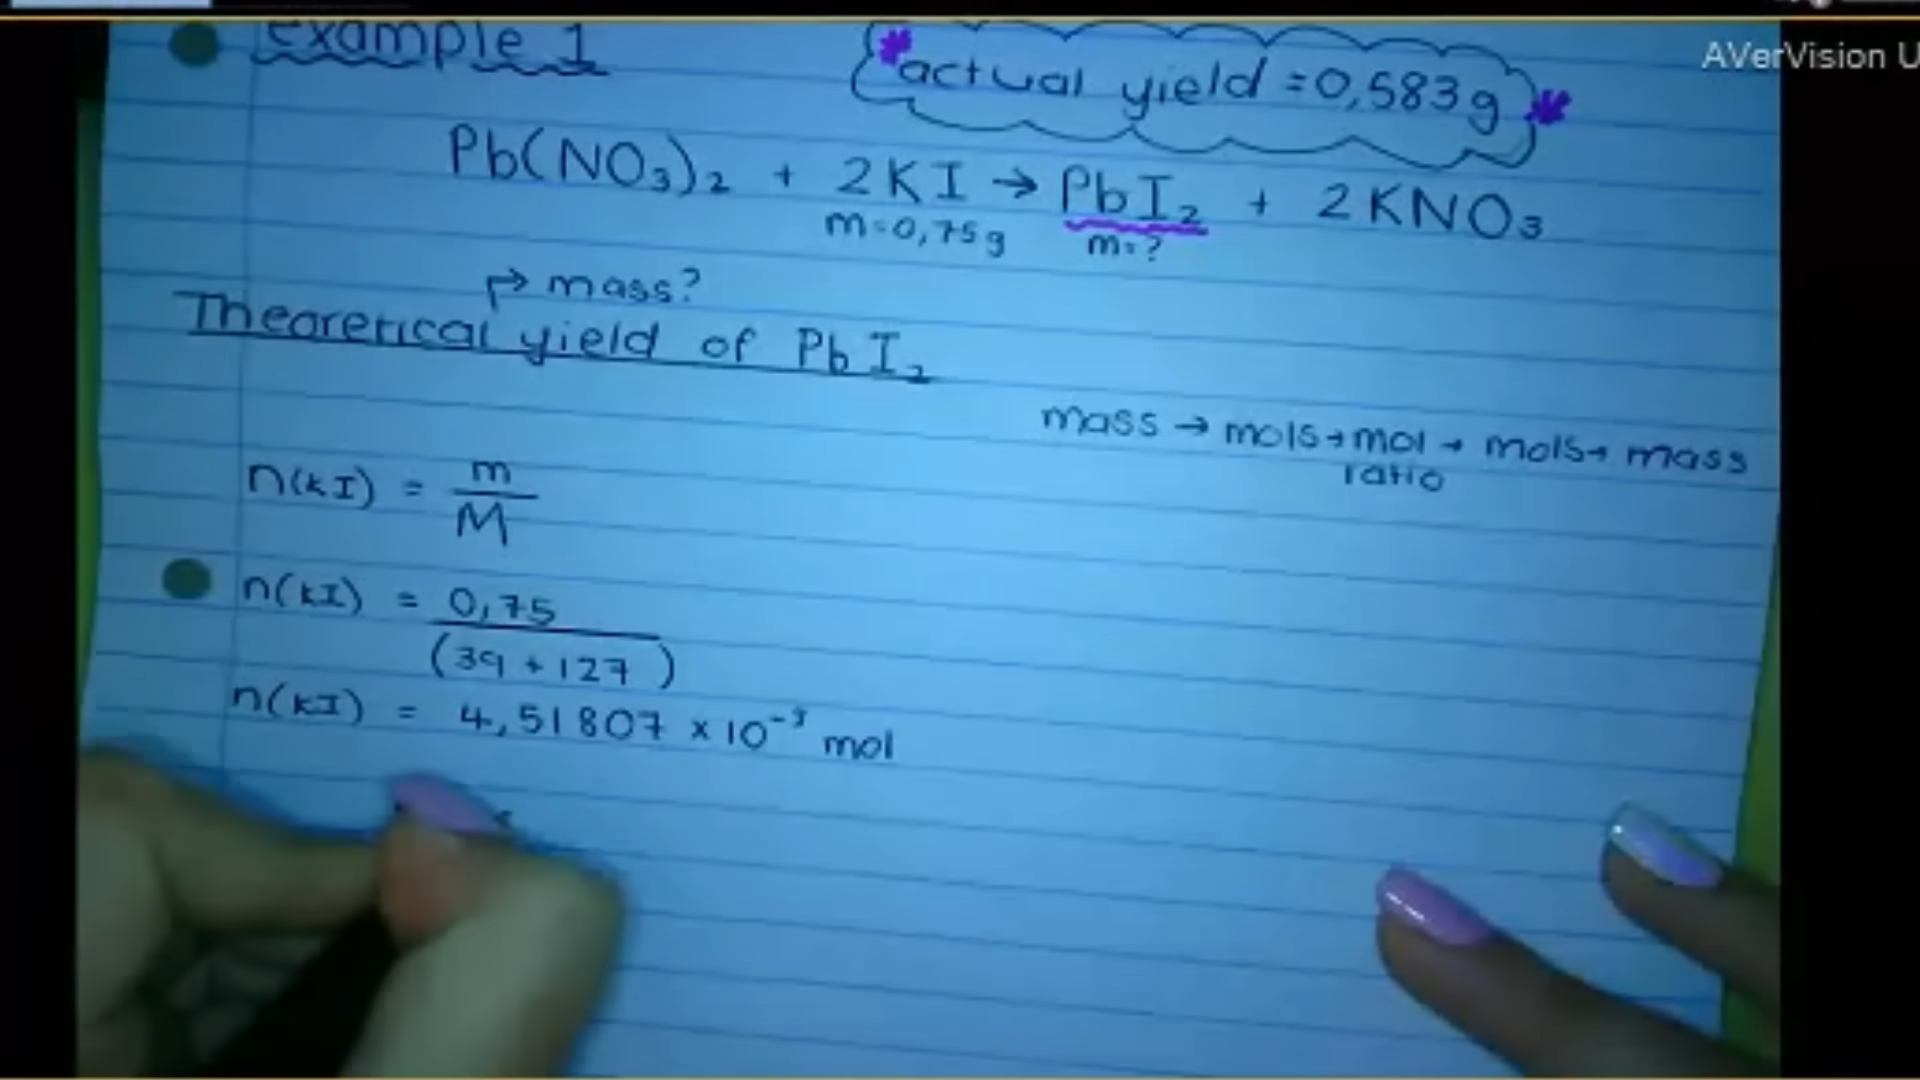 example 1
*actual yield = 0,583g*
AVerVision U
Pb(NO₃)₂ + 2KI → PbI₂ + 2KNO₃
m=0,75g m=?
↱ mass?
Theoretical yield of PbI₂
mass → mols → mol → mols → mass
ratio
n(kI) = m
M
n(kI) = 0,75
(39 + 127)
n(kI) = 4,51807 × 10⁻³ mol